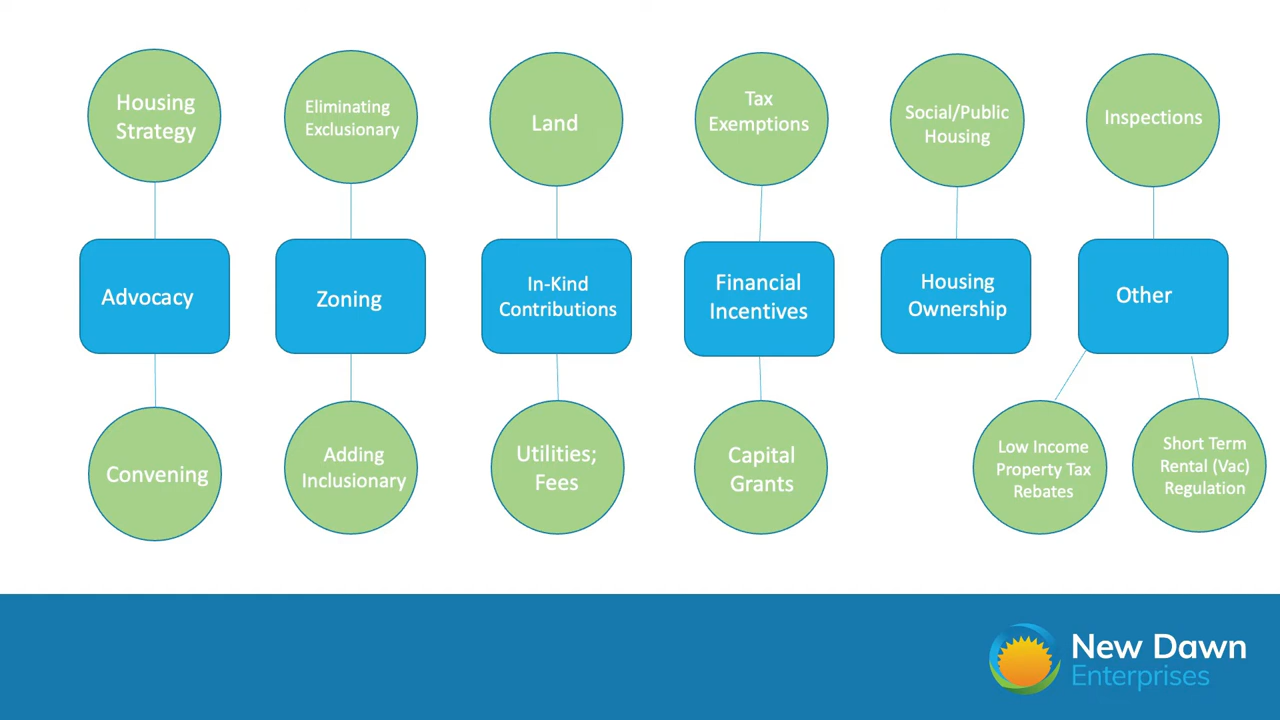 Housing
Strategy
Eliminating
Exclusionary
Land
Tax
Exemptions
Social/Public
Housing
Inspections
Advocacy
Zoning
In-Kind
Contributions
Financial
Incentives
Housing
Ownership
Other
Convening
Adding
Inclusionary
Utilities;
Fees
Capital
Grants
Low Income
Property Tax
Rebates
Short Term
Rental (Vac)
Regulation
New Dawn
Enterprises